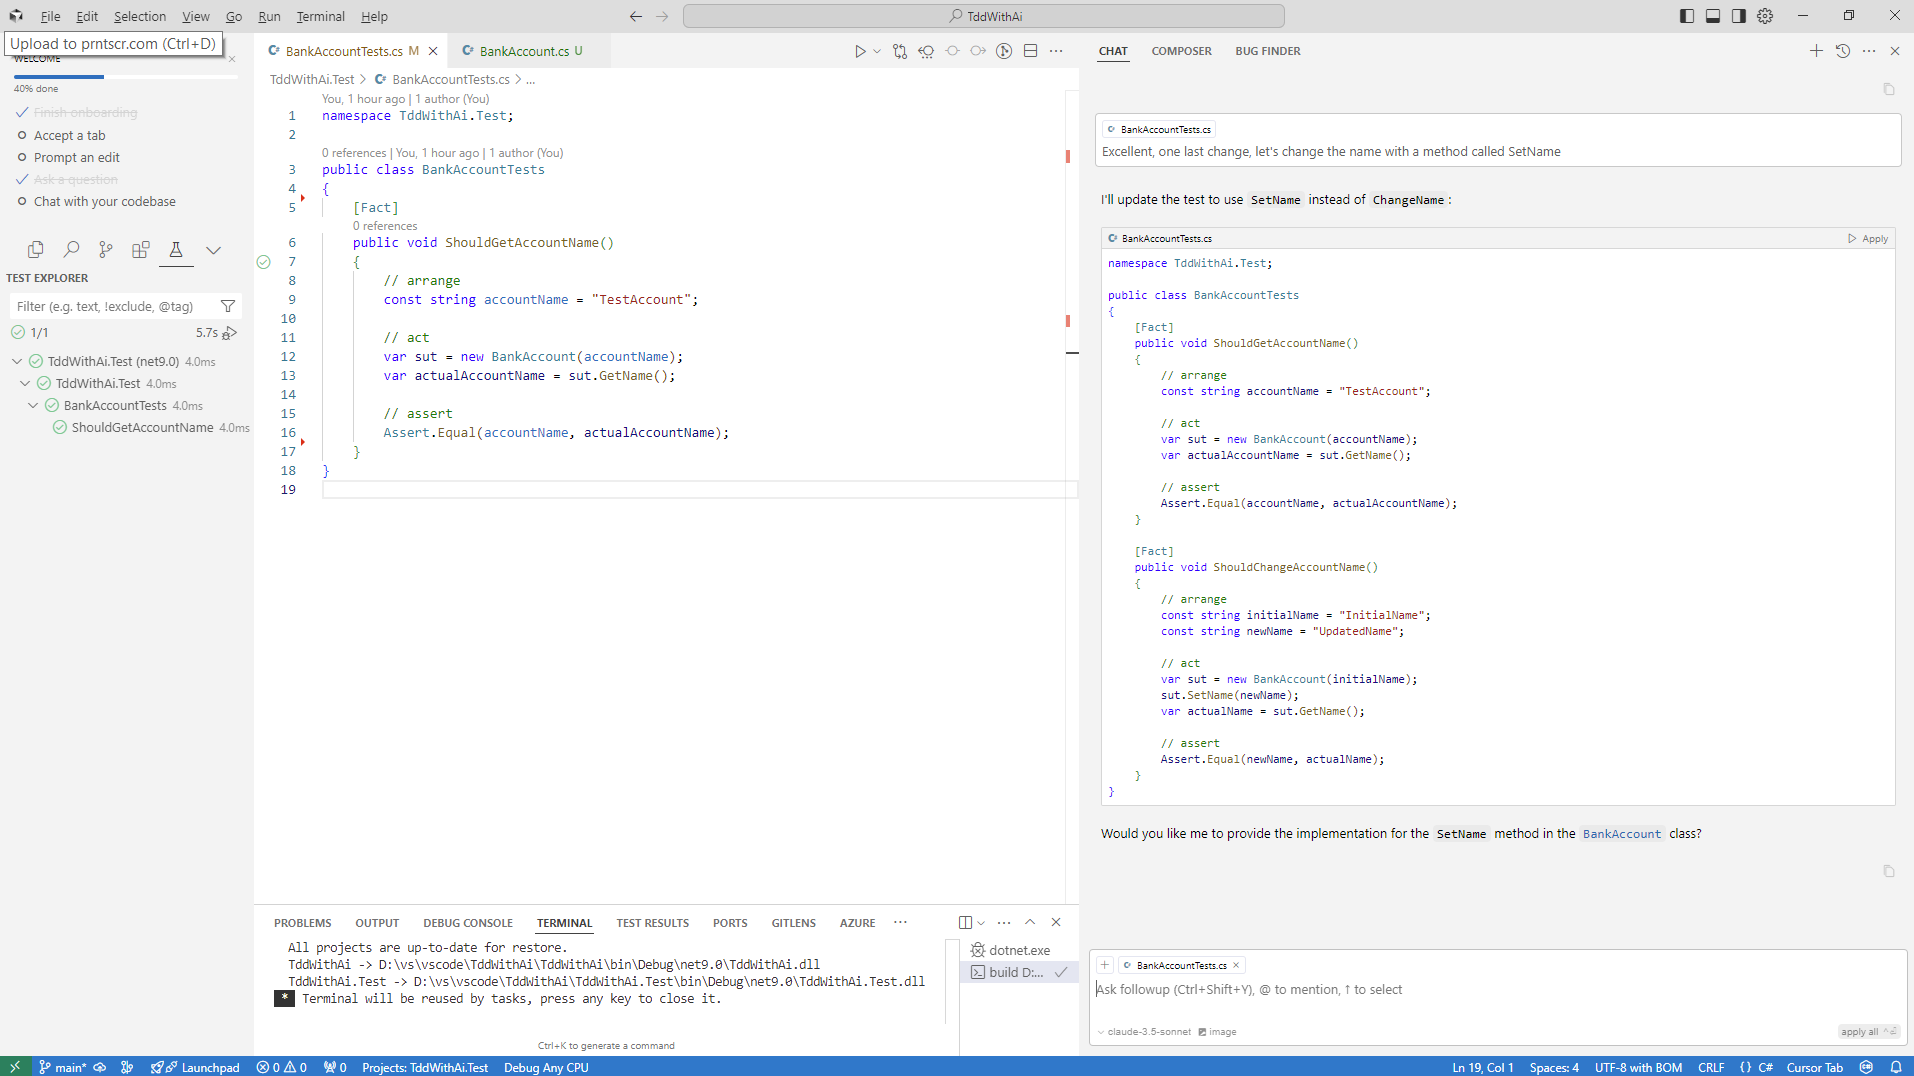 File Edit Selection View Go Run Terminal Help
TddWithAi
Upload to prntscr.com (Ctrl+D)
WELCOME
40% done
Finish onboarding
Accept a tab
Prompt an edit
Ask a question
Chat with your codebase
TEST EXPLORER
Filter (e.g. text, !exclude, @tag)
1/1 5.7s
TddWithAi.Test (net9.0) 4.0ms
TddWithAi.Test 4.0ms
BankAccountTests 4.0ms
ShouldGetAccountName 4.0ms
BankAccountTests.cs M
BankAccount.cs U
TddWithAi.Test > BankAccountTests.cs > ...
You, 1 hour ago | 1 author (You)
1 namespace TddWithAi.Test;
2
0 references | You, 1 hour ago | 1 author (You)
3 public class BankAccountTests
4 {
5 [Fact]
0 references
6 public void ShouldGetAccountName()
7 {
8 // arrange
9 const string accountName = "TestAccount";
10
11 // act
12 var sut = new BankAccount(accountName);
13 var actualAccountName = sut.GetName();
14
15 // assert
16 Assert.Equal(accountName, actualAccountName);
17 }
18 }
19
PROBLEMS OUTPUT DEBUG CONSOLE TERMINAL TEST RESULTS PORTS GITLENS AZURE
All projects are up-to-date for restore.
TddWithAi -> D:\vs\vscode\TddWithAi\TddWithAi\bin\Debug\net9.0\TddWithAi.dll
TddWithAi.Test -> D:\vs\vscode\TddWithAi\TddWithAi.Test\bin\Debug\net9.0\TddWithAi.Test.dll
* Terminal will be reused by tasks, press any key to close it.
Ctrl+K to generate a command
dotnet.exe
build D:...
CHAT COMPOSER BUG FINDER
BankAccountTests.cs
Excellent, one last change, let's change the name with a method called SetName
I'll update the test to use SetName instead of ChangeName:
BankAccountTests.cs Apply
namespace TddWithAi.Test;
public class BankAccountTests
{
[Fact]
public void ShouldGetAccountName()
{
// arrange
const string accountName = "TestAccount";
// act
var sut = new BankAccount(accountName);
var actualAccountName = sut.GetName();
// assert
Assert.Equal(accountName, actualAccountName);
}
[Fact]
public void ShouldChangeAccountName()
{
// arrange
const string initialName = "InitialName";
const string newName = "UpdatedName";
// act
var sut = new BankAccount(initialName);
sut.SetName(newName);
var actualName = sut.GetName();
// assert
Assert.Equal(newName, actualName);
}
}
Would you like me to provide the implementation for the SetName method in the BankAccount class?
+ BankAccountTests.cs
Ask followup (Ctrl+Shift+Y), @ to mention, ↑ to select
claude-3.5-sonnet image apply all
main* Launchpad 0 0 0 Projects: TddWithAi.Test Debug Any CPU Ln 19, Col 1 Spaces: 4 UTF-8 with BOM CRLF {} C# Cursor Tab